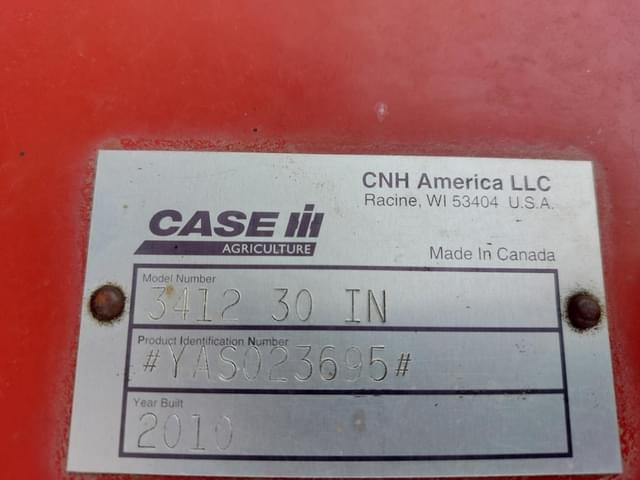 CNH America LLC
Racine, WI 53404 U.S.A.
CASE IH
AGRICULTURE
Made In Canada
Model Number
3412 30 IN
Product Identification Number
#YAS023695#
Year Built
2010